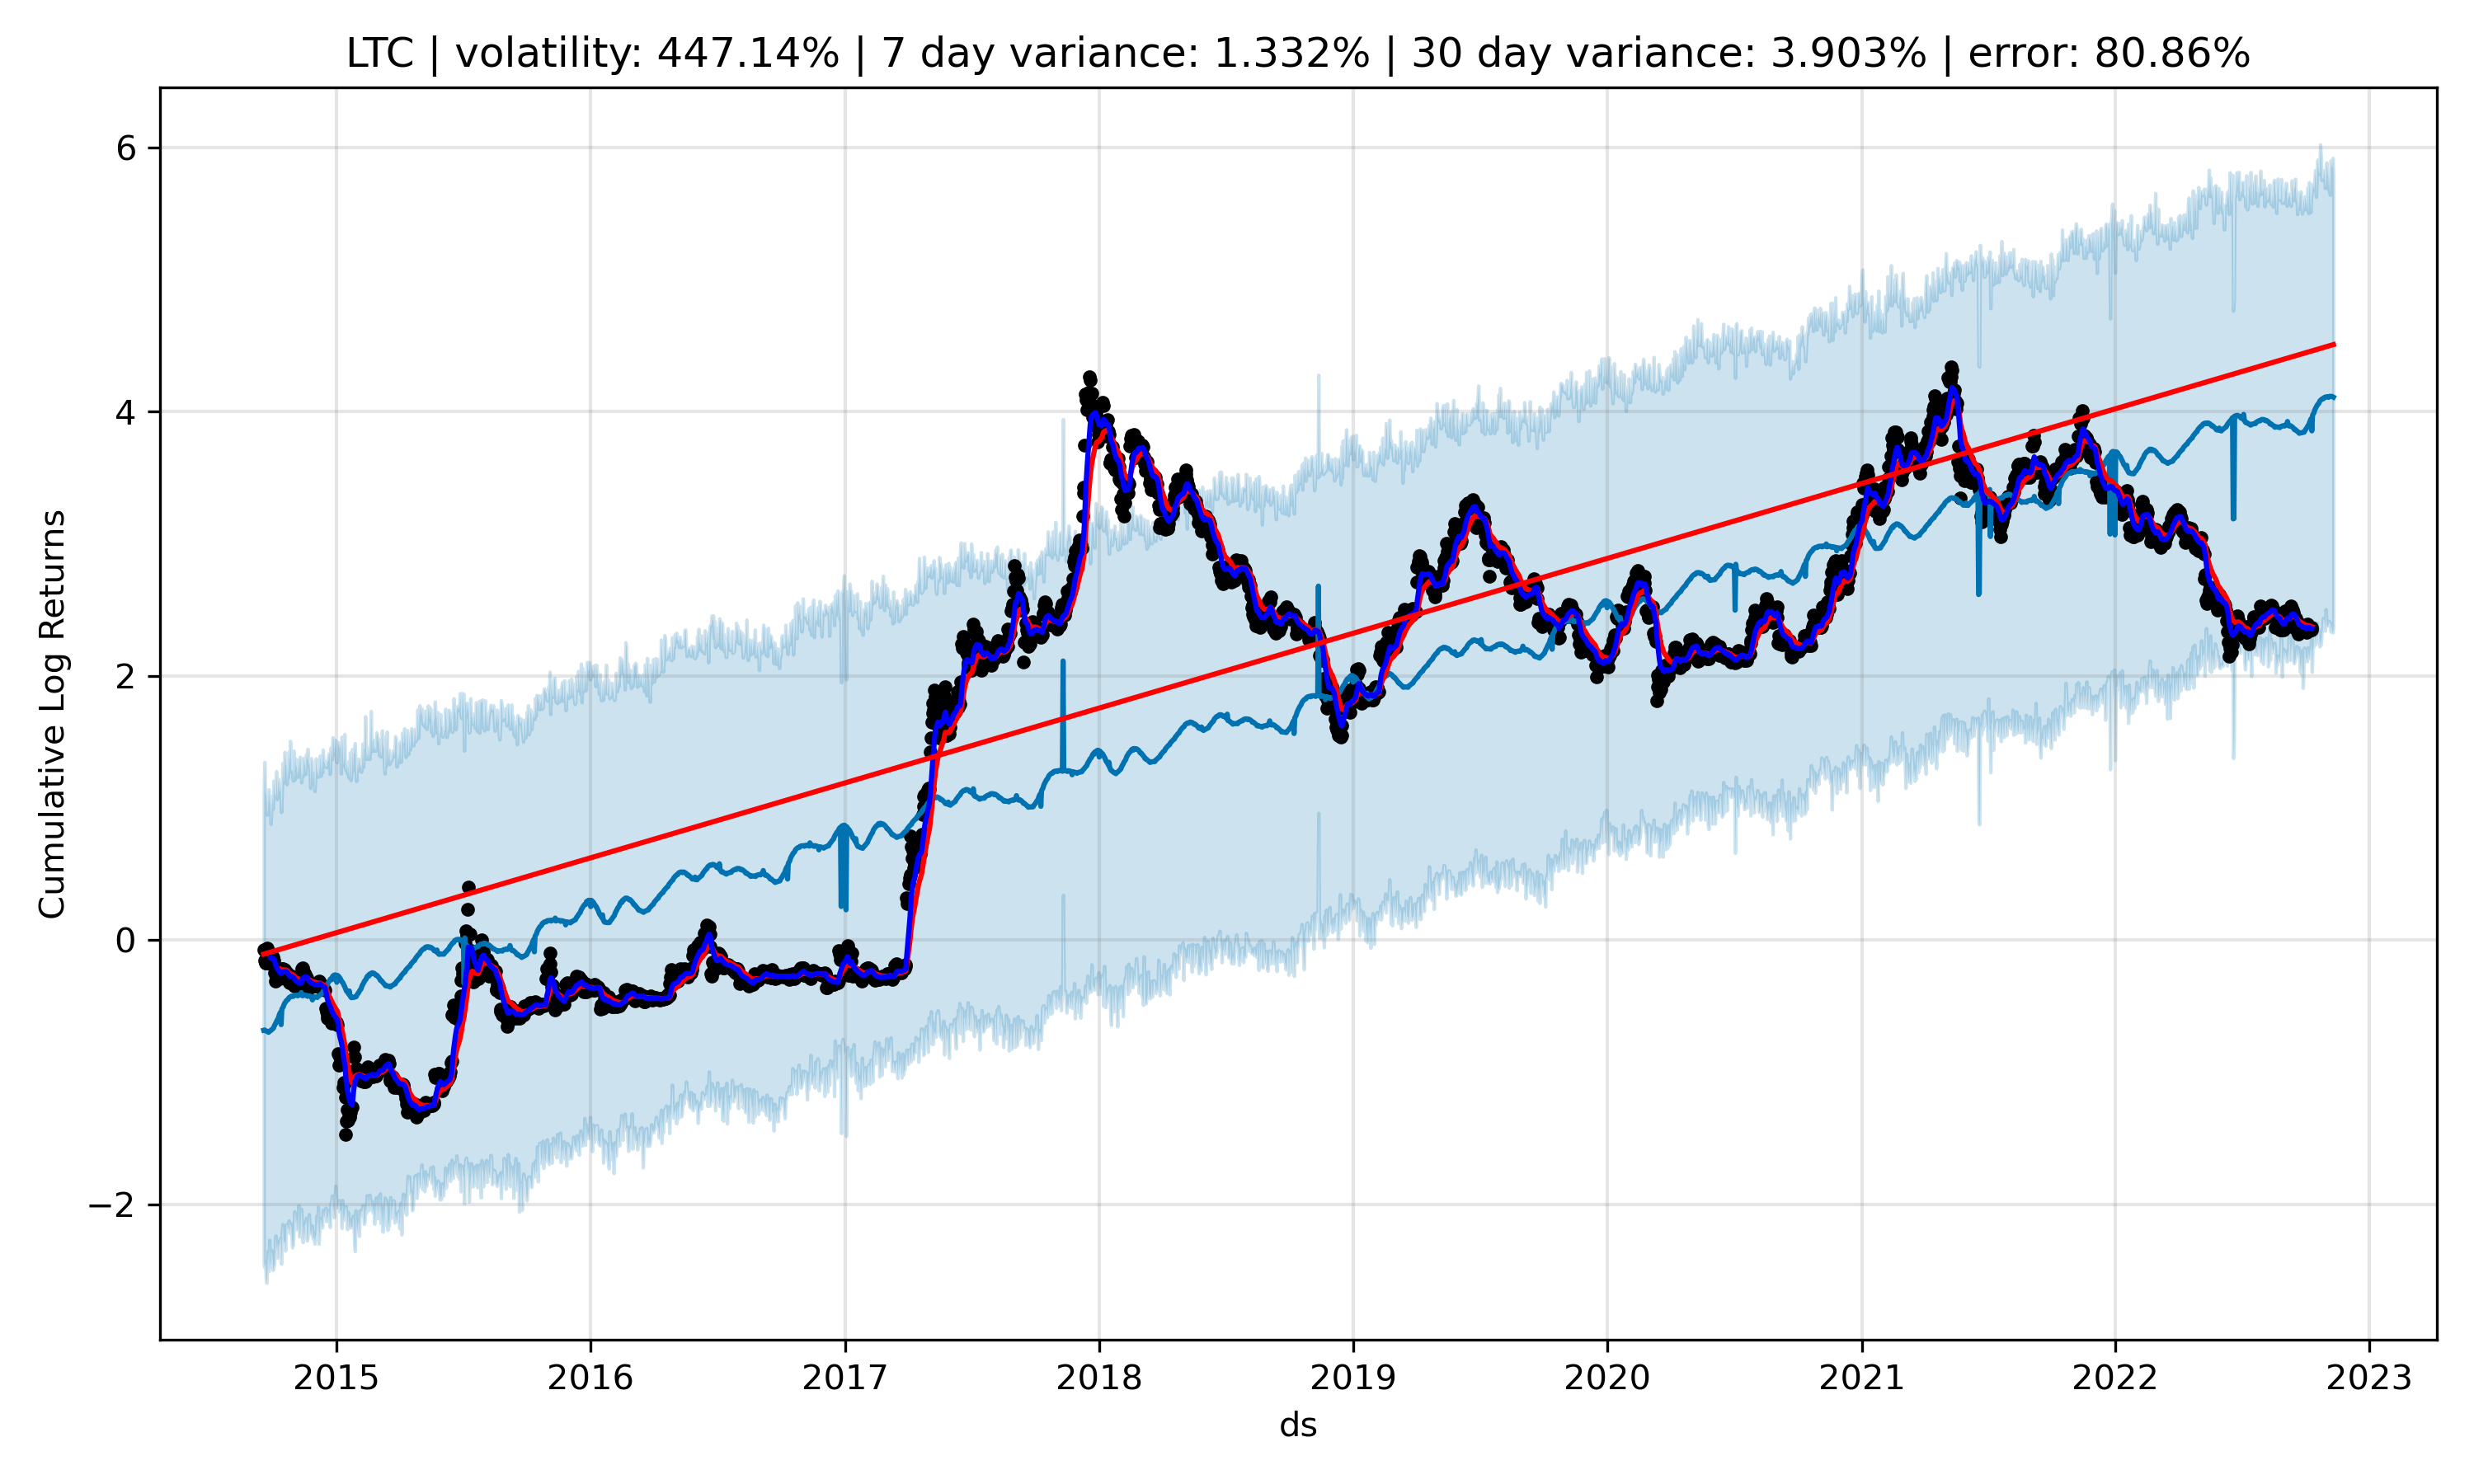 LTC | volatility: 447.14% | 7 day variance: 1.332% | 30 day variance: 3.903% | error: 80.86%
Cumulative Log Returns
6
4
2
0
−2
2015 2016 2017 2018 2019 2020 2021 2022 2023
ds